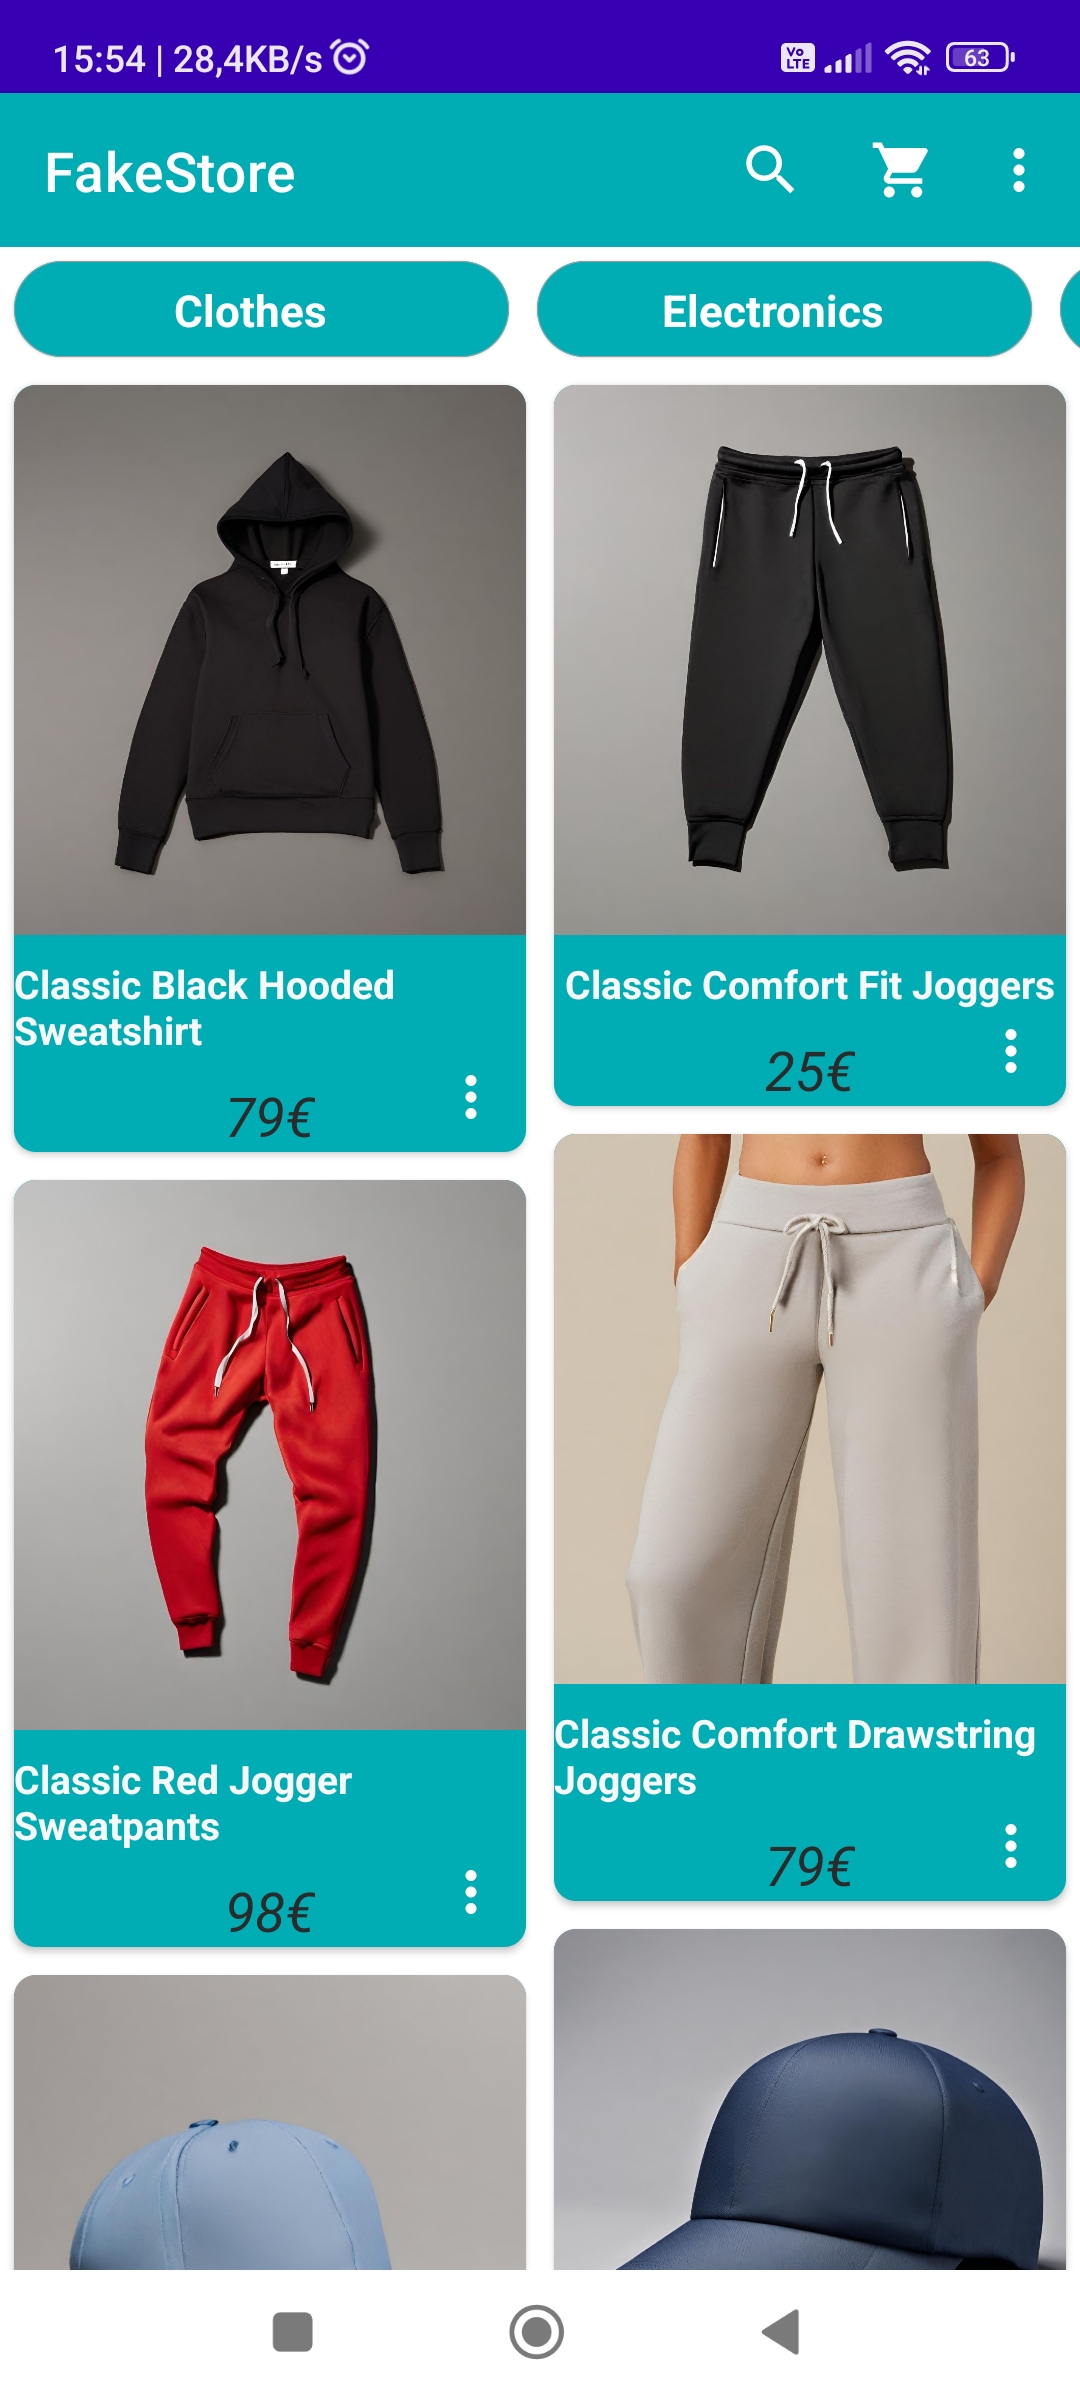 15:54 | 28,4KB/s
Vo LTE
63
FakeStore
Clothes
Electronics
Classic Black Hooded
Sweatshirt
79€
Classic Comfort Fit Joggers
25€
Classic Red Jogger
Sweatpants
98€
Classic Comfort Drawstring
Joggers
79€